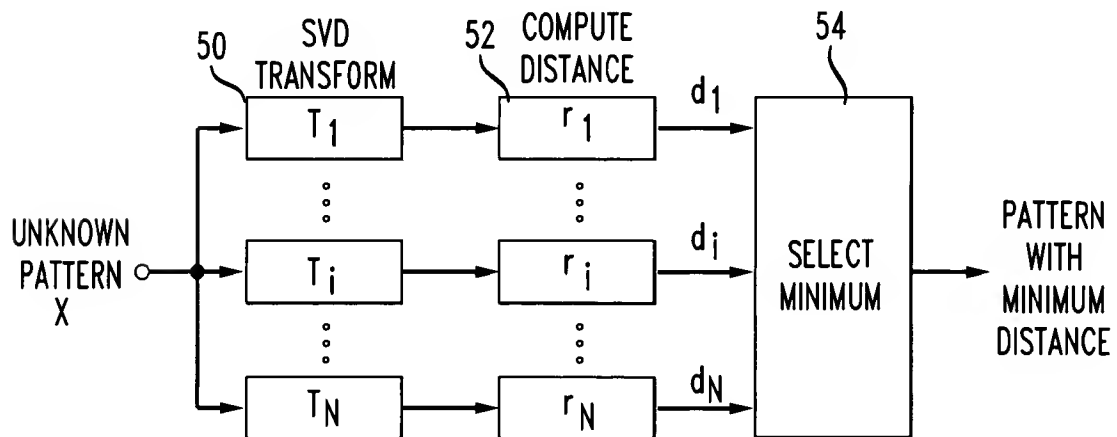 50
SVD
TRANSFORM
52
COMPUTE
DISTANCE
54
T1
r1
d1
UNKNOWN
PATTERN
X
Ti
ri
di
SELECT
MINIMUM
PATTERN
WITH
MINIMUM
DISTANCE
TN
rN
dN